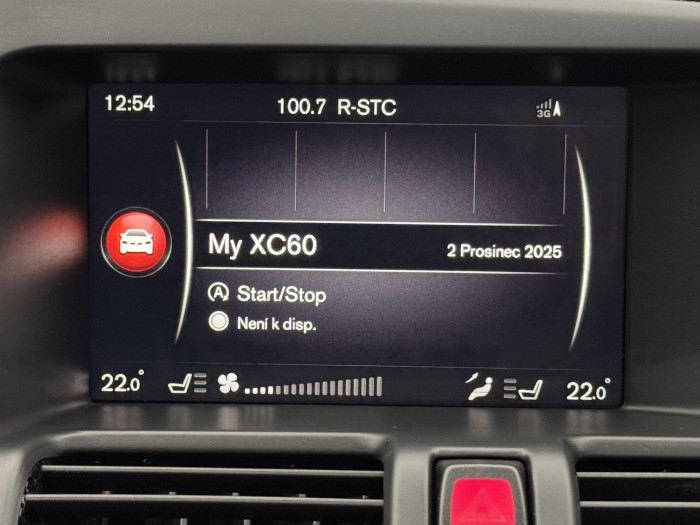 12:54 100.7 R-STC 3G
My XC60 2 Prosinec 2025
A Start/Stop
Není k disp.
22.0° 22.0°